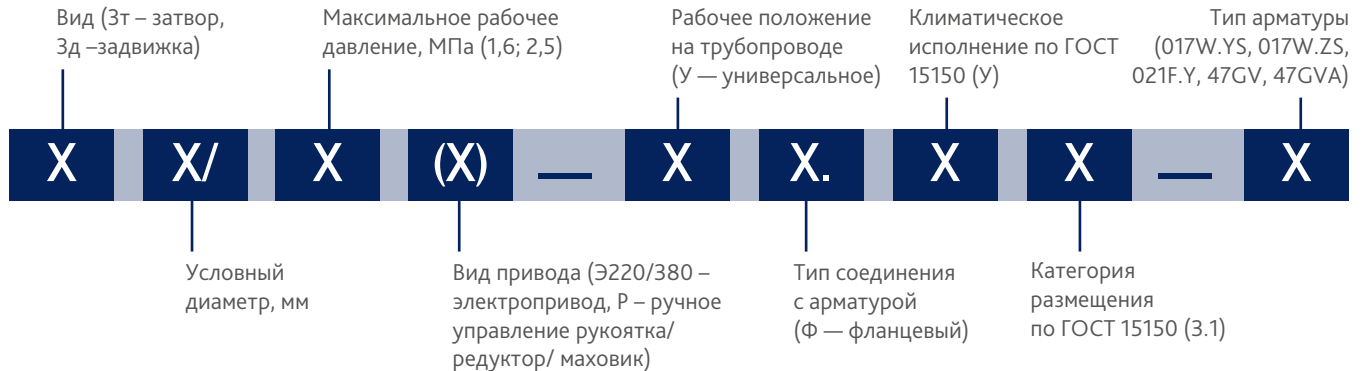 Вид (Зт – затвор,
Зд –задвижка)
Максимальное рабочее
давление, МПа (1,6; 2,5)
Рабочее положение
на трубопроводе
(У — универсальное)
Климатическое
исполнение по ГОСТ
15150 (У)
Тип арматуры
(017W.YS, 017W.ZS,
021F.Y, 47GV, 47GVA)
X X/ X (X) — X X. X X — X
Условный
диаметр, мм
Вид привода (Э220/380 –
электропривод, Р – ручное
управление рукоятка/
редуктор/ маховик)
Тип соединения
с арматурой
(Ф — фланцевый)
Категория
размещения
по ГОСТ 15150 (3.1)